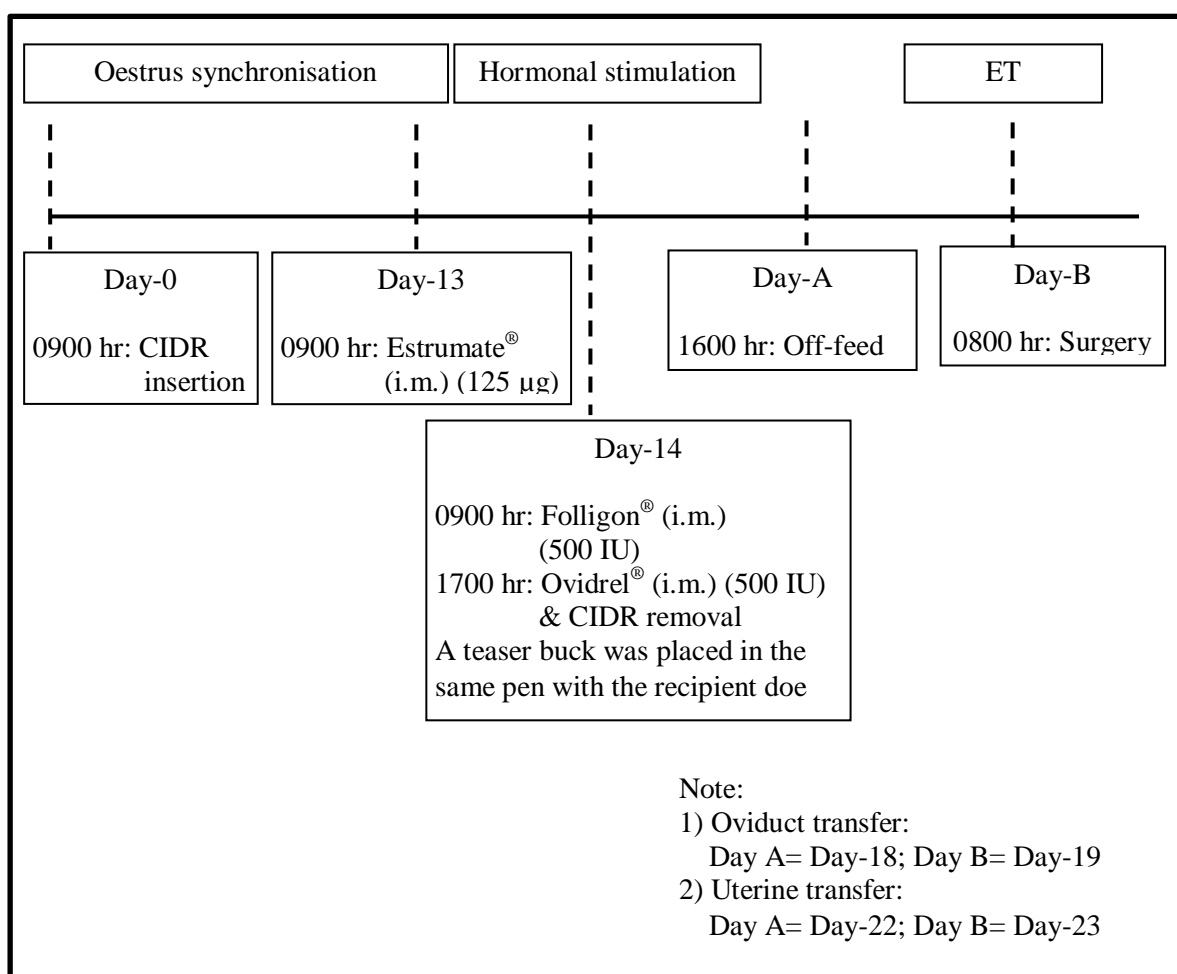 Oestrus synchronisation
Hormonal stimulation
ET
Day-0
0900 hr: CIDR
insertion
Day-13
0900 hr: Estrumate®
(i.m.) (125 µg)
Day-A
1600 hr: Off-feed
Day-B
0800 hr: Surgery
Day-14
0900 hr: Folligon® (i.m.)
(500 IU)
1700 hr: Ovidrel® (i.m.) (500 IU)
& CIDR removal
A teaser buck was placed in the
same pen with the recipient doe
Note:
1) Oviduct transfer:
Day A= Day-18; Day B= Day-19
2) Uterine transfer:
Day A= Day-22; Day B= Day-23